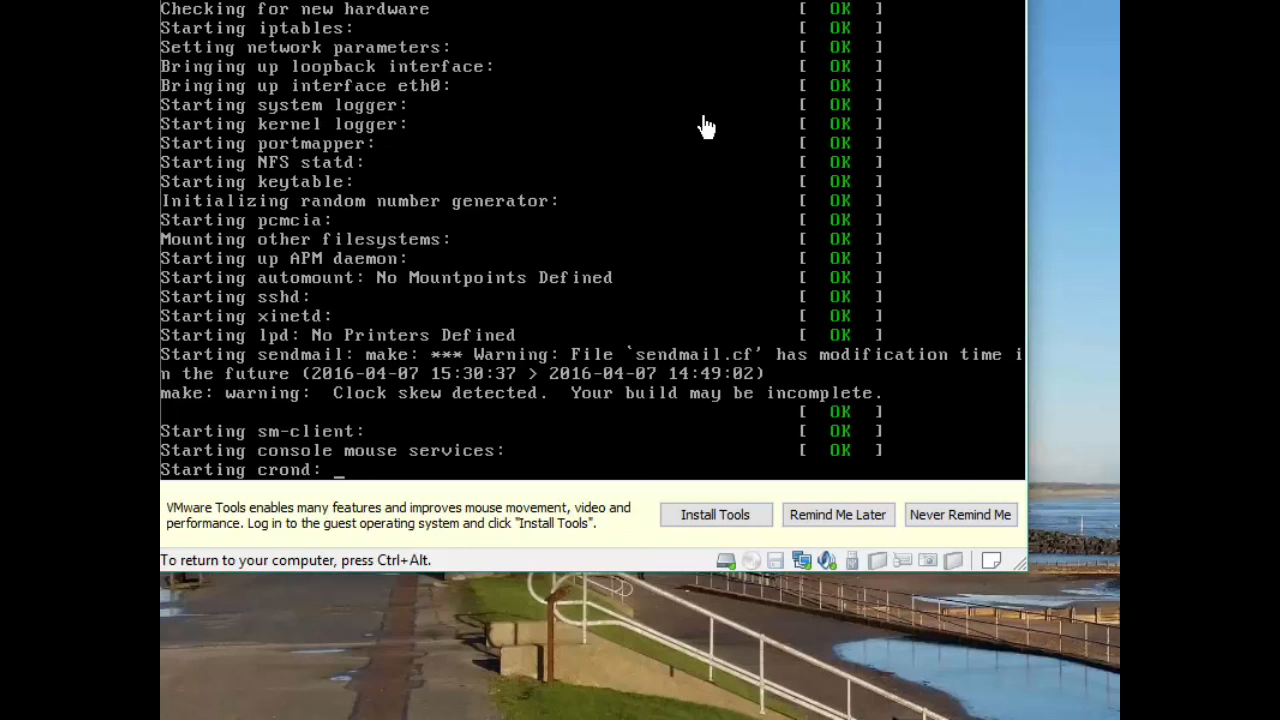 Checking for new hardware [ OK ]
Starting iptables: [ OK ]
Setting network parameters: [ OK ]
Bringing up loopback interface: [ OK ]
Bringing up interface eth0: [ OK ]
Starting system logger: [ OK ]
Starting kernel logger: [ OK ]
Starting portmapper: [ OK ]
Starting NFS statd: [ OK ]
Starting keytable: [ OK ]
Initializing random number generator: [ OK ]
Starting pcmcia: [ OK ]
Mounting other filesystems: [ OK ]
Starting up APM daemon: [ OK ]
Starting automount: No Mountpoints Defined [ OK ]
Starting sshd: [ OK ]
Starting xinetd: [ OK ]
Starting lpd: No Printers Defined [ OK ]
Starting sendmail: make: *** Warning: File `sendmail.cf' has modification time i
n the future (2016-04-07 15:30:37 > 2016-04-07 14:49:02)
make: warning:  Clock skew detected.  Your build may be incomplete.
[ OK ]
Starting sm-client: [ OK ]
Starting console mouse services: [ OK ]
Starting crond: _
VMware Tools enables many features and improves mouse movement, video and
performance. Log in to the guest operating system and click "Install Tools".
Install Tools
Remind Me Later
Never Remind Me
To return to your computer, press Ctrl+Alt.